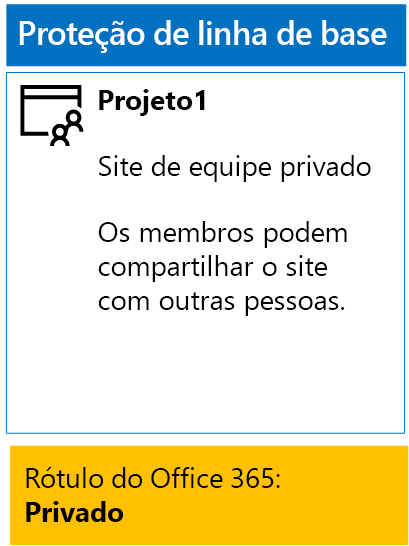 Proteção de linha de base
Projeto1
Site de equipe privado
Os membros podem
compartilhar o site
com outras pessoas.
Rótulo do Office 365:
Privado